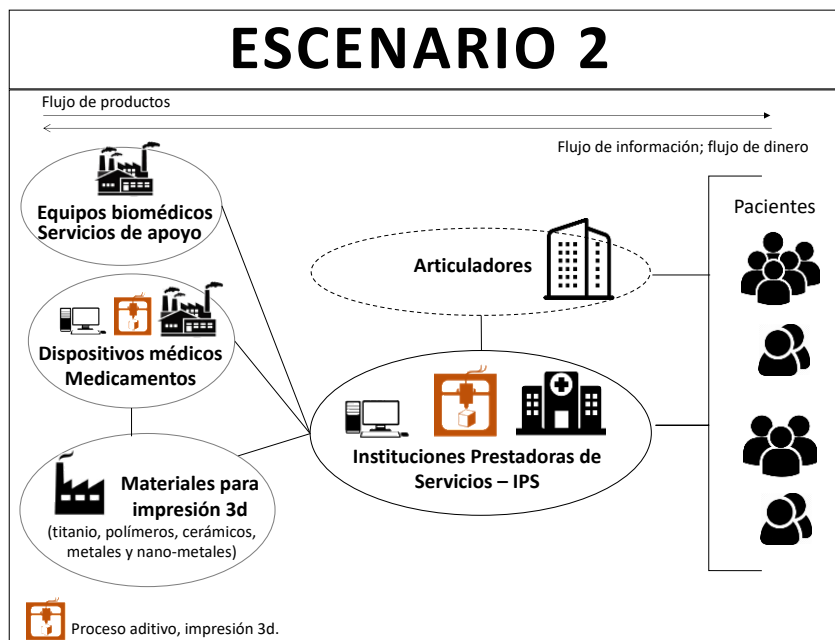 ESCENARIO 2
Flujo de productos
Flujo de información; flujo de dinero
Equipos biomédicos
Servicios de apoyo
Dispositivos médicos
Medicamentos
Materiales para
impresión 3d
(titanio, polímeros, cerámicos,
metales y nano-metales)
Articuladores
Instituciones Prestadoras de
Servicios – IPS
Pacientes
Proceso aditivo, impresión 3d.